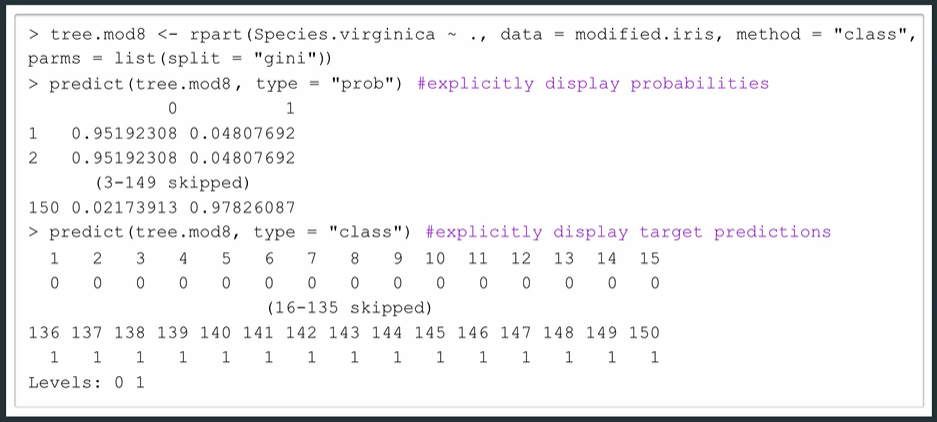 > tree.mod8 <- rpart(Species.virginica ~ ., data = modified.iris, method = "class",
parms = list(split = "gini"))
> predict(tree.mod8, type = "prob") #explicitly display probabilities
0 1
1 0.95192308 0.04807692
2 0.95192308 0.04807692
(3-149 skipped)
150 0.02173913 0.97826087
> predict(tree.mod8, type = "class") #explicitly display target predictions
1 2 3 4 5 6 7 8 9 10 11 12 13 14 15
0 0 0 0 0 0 0 0 0 0 0 0 0 0 0
(16-135 skipped)
136 137 138 139 140 141 142 143 144 145 146 147 148 149 150
1 1 1 1 1 1 1 1 1 1 1 1 1 1 1
Levels: 0 1